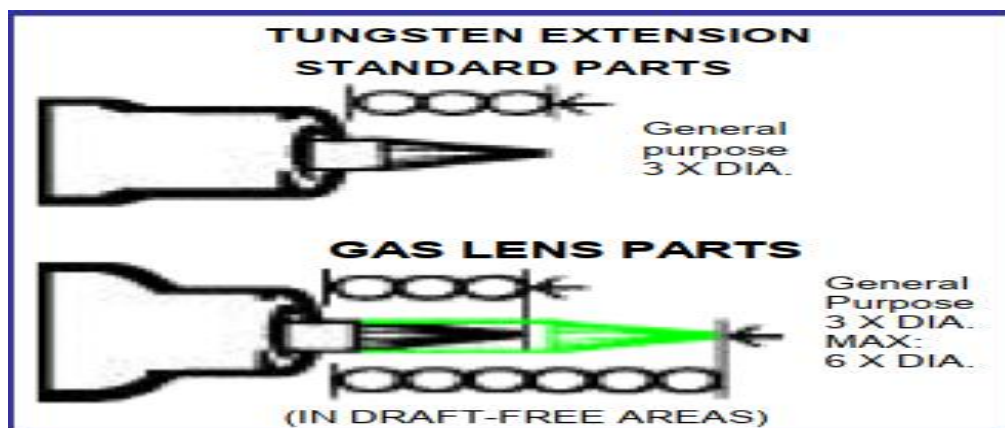 TUNGSTEN EXTENSION
STANDARD PARTS
General
purpose
3 X DIA.
GAS LENS PARTS
General
Purpose
3 X DIA.
MAX:
6 X DIA.
(IN DRAFT-FREE AREAS)